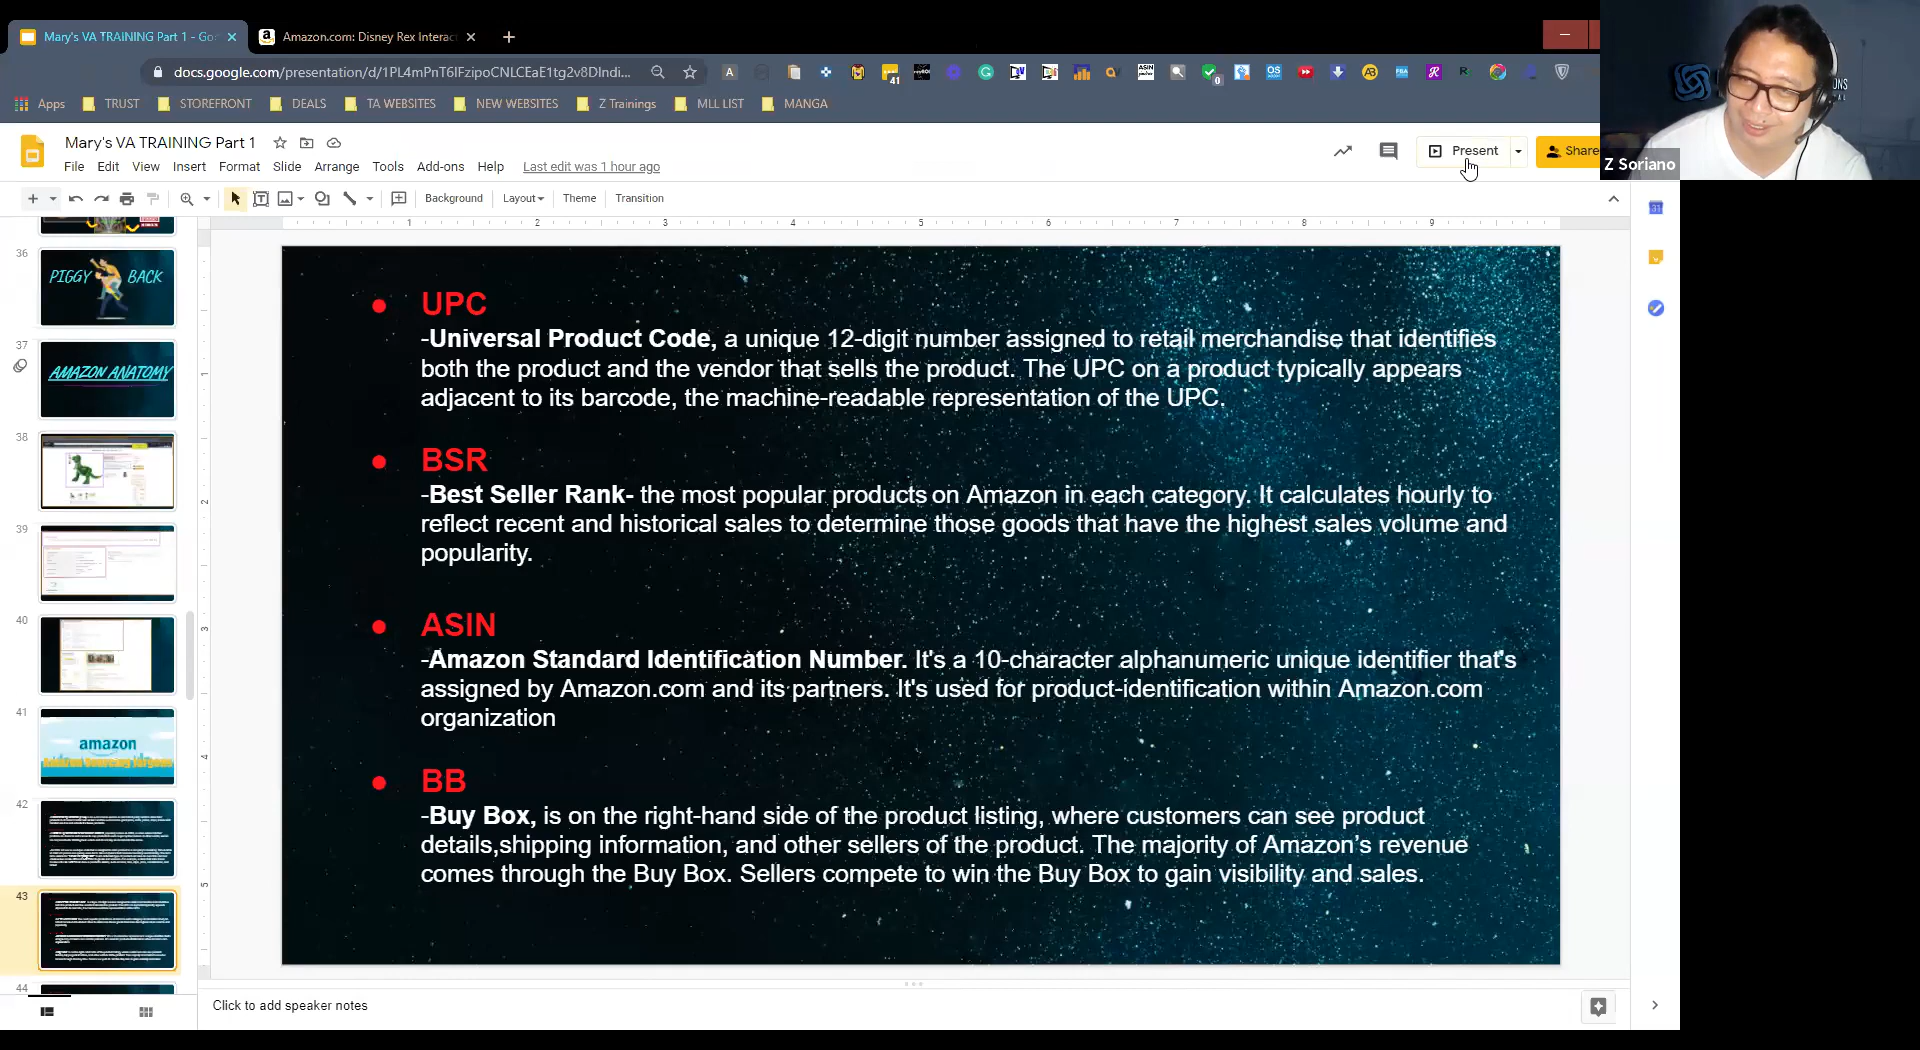 Mary's VA TRAINING Part 1 - Go
Amazon.com: Disney Rex Interac
docs.google.com/presentation/d/1PL4mPnT6IFzipoCNLCEaE1tg2v8DIndi...
Apps TRUST STOREFRONT DEALS TA WEBSITES NEW WEBSITES Z Trainings MLL LIST MANGA
Mary's VA TRAINING Part 1
File Edit View Insert Format Slide Arrange Tools Add-ons Help Last edit was 1 hour ago
Present
Share
Z Soriano
Background Layout Theme Transition
1 2 3 4 5 6 7 8 9
36
PIGGY BACK
37
AMAZON ANATOMY
38
39
40
41
amazon
42
43
44
UPC
-Universal Product Code, a unique 12-digit number assigned to retail merchandise that identifies
both the product and the vendor that sells the product. The UPC on a product typically appears
adjacent to its barcode, the machine-readable representation of the UPC.
BSR
-Best Seller Rank- the most popular products on Amazon in each category. It calculates hourly to
reflect recent and historical sales to determine those goods that have the highest sales volume and
popularity.
ASIN
-Amazon Standard Identification Number. It's a 10-character alphanumeric unique identifier that's
assigned by Amazon.com and its partners. It's used for product-identification within Amazon.com
organization
BB
-Buy Box, is on the right-hand side of the product listing, where customers can see product
details,shipping information, and other sellers of the product. The majority of Amazon's revenue
comes through the Buy Box. Sellers compete to win the Buy Box to gain visibility and sales.
Click to add speaker notes